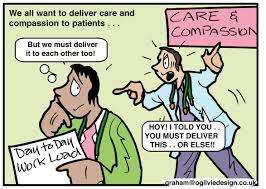 We all want to deliver care and
compassion to patients . . .
CARE &
COMPASSION
But we must deliver
it to each other too!
HOY! I TOLD YOU . .
YOU MUST DELIVER
THIS . . OR ELSE!!
Day to Day
Work Load
graham@ogilviedesign.co.uk